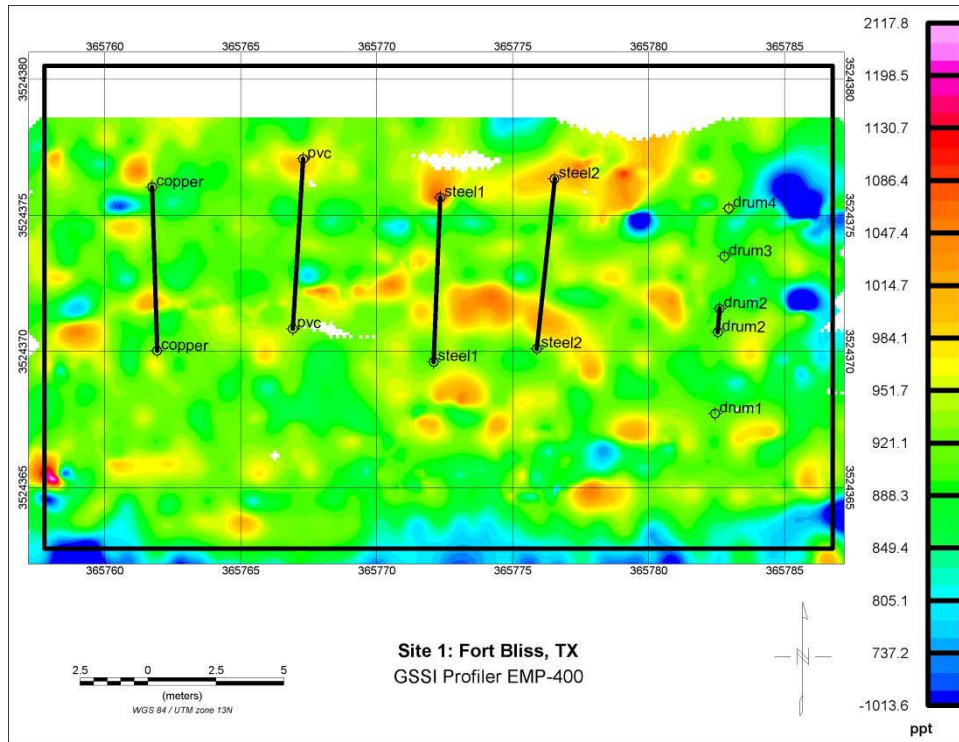 365760 365765 365770 365775 365780 365785
3524380 3524380
pvc
copper steel1 steel2
drum4
3524375 3524375
drum3
drum2
pvc drum2
copper steel1 steel2
3524370 3524370
drum1
3524365 3524365
365760 365765 365770 365775 365780 365785
2117.8
1198.5
1130.7
1086.4
1047.4
1014.7
984.1
951.7
921.1
888.3
849.4
805.1
737.2
-1013.6
ppt
Site 1: Fort Bliss, TX
GSSI Profiler EMP-400
2.5 0 2.5 5
(meters)
WGS 84 / UTM zone 13N
N